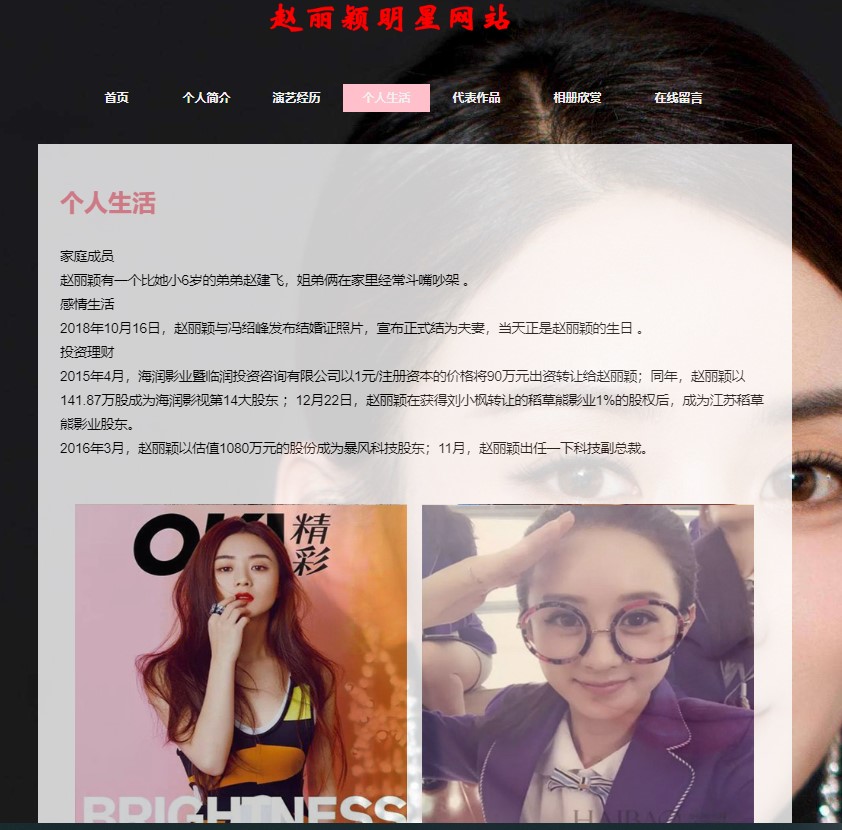 赵丽颖明星网站
首页 个人简介 演艺经历 个人生活 代表作品 相册欣赏 在线留言
个人生活
家庭成员
赵丽颖有一个比她小6岁的弟弟赵建飞，姐弟俩在家里经常斗嘴吵架 。
感情生活
2018年10月16日，赵丽颖与冯绍峰发布结婚证照片，宣布正式结为夫妻，当天正是赵丽颖的生日 。
投资理财
2015年4月，海润影业暨临润投资咨询有限公司以1元/注册资本的价格将90万元出资转让给赵丽颖；同年，赵丽颖以
141.87万股成为海润影视第14大股东 ；12月22日，赵丽颖在获得刘小枫转让的稻草熊影业1%的股权后，成为江苏稻草
熊影业股东。
2016年3月，赵丽颖以估值1080万元的股份成为暴风科技股东；11月，赵丽颖出任一下科技副总裁。
OK! 精彩
BRIGHTNESS